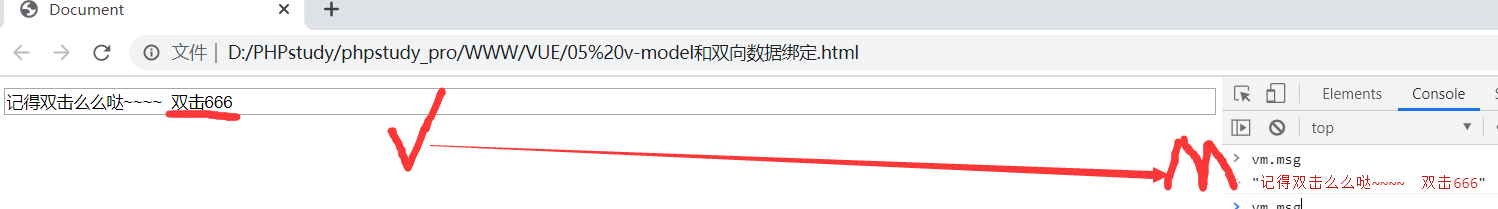 Document
文件 | D:/PHPstudy/phpstudy_pro/WWW/VUE/05%20v-model和双向数据绑定.html
记得双击么么哒~~~~ 双击666
Elements Console
top
V
M
> vm.msg
"记得双击么么哒~~~~ 双击666"
> vm.msg